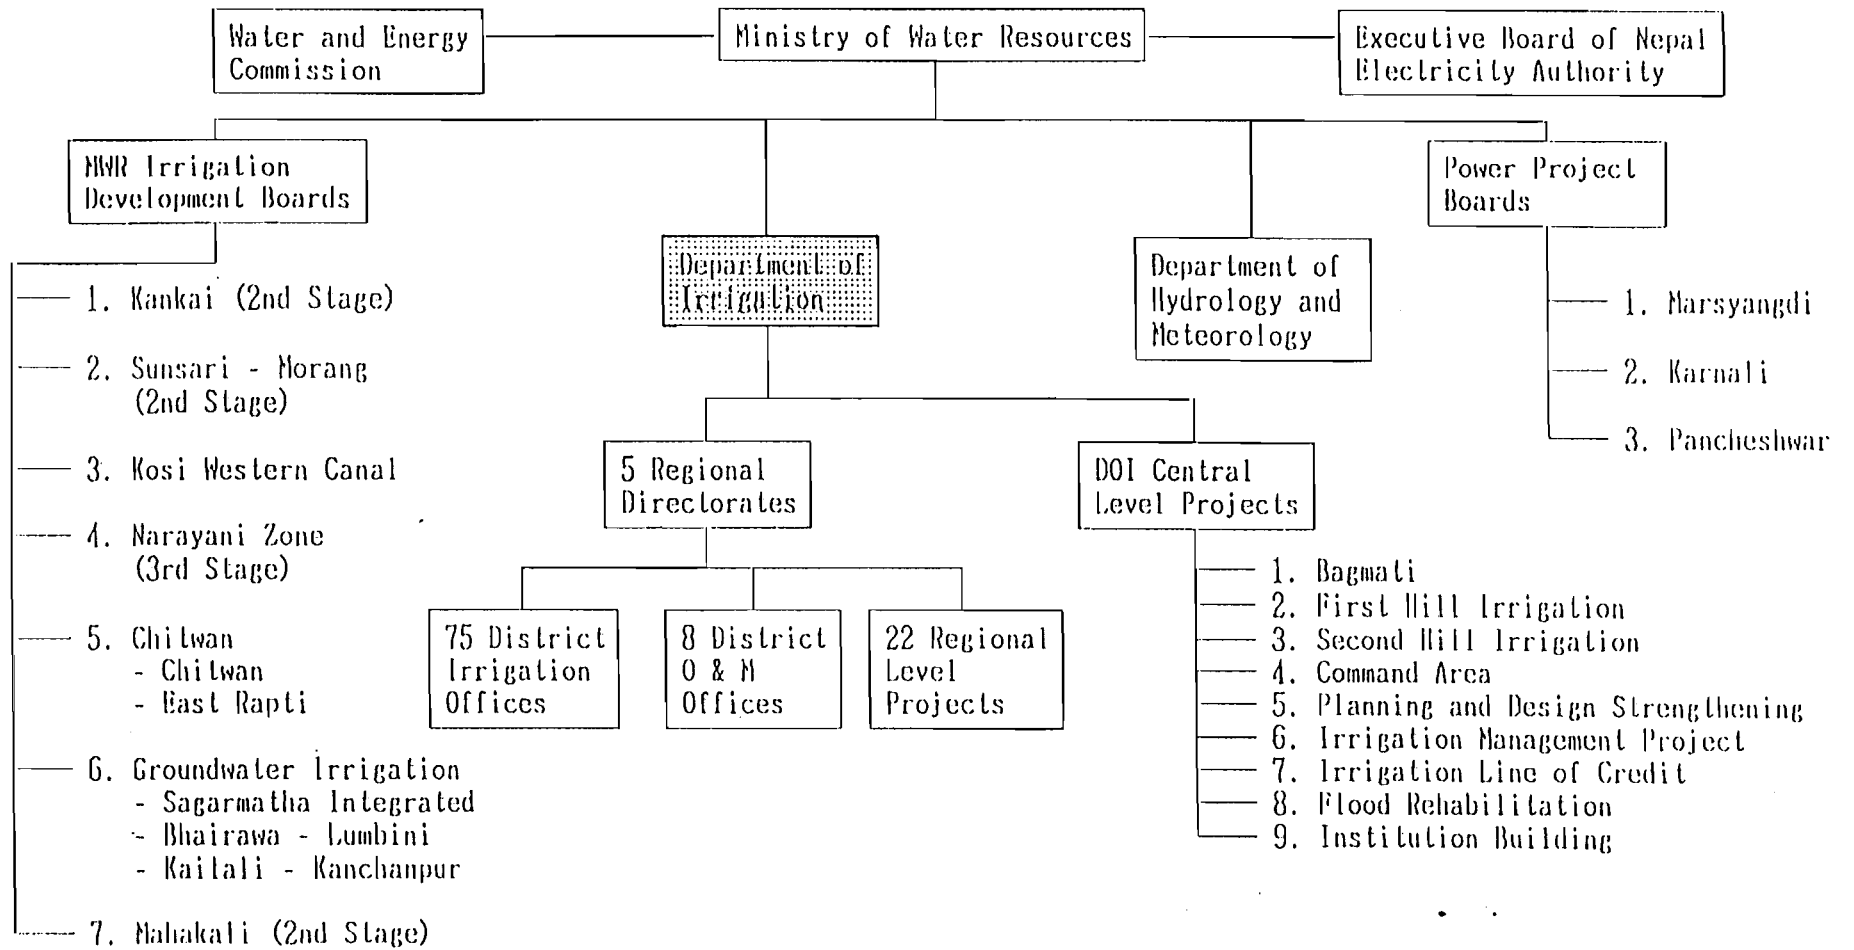 Water and Energy
Commission
Ministry of Water Resources
Executive Board of Nepal
Electricity Authority
MWR Irrigation
Development Boards
Power Project
Boards
Department of
Irrigation
Department of
Hydrology and
Meteorology
1. Kankai (2nd Stage)
2. Sunsari - Morang
(2nd Stage)
3. Kosi Western Canal
4. Narayani Zone
(3rd Stage)
5. Chitwan
- Chitwan
- East Rapti
6. Groundwater Irrigation
- Sagarmatha Integrated
- Bhairawa - Lumbini
- Kailali - Kanchanpur
7. Mahakali (2nd Stage)
5 Regional
Directorates
DOI Central
Level Projects
75 District
Irrigation
Offices
8 District
O & M
Offices
22 Regional
Level
Projects
1. Bagmati
2. First Hill Irrigation
3. Second Hill Irrigation
4. Command Area
5. Planning and Design Strengthening
6. Irrigation Management Project
7. Irrigation Line of Credit
8. Flood Rehabilitation
9. Institution Building
1. Marsyangdi
2. Karnali
3. Pancheshwar